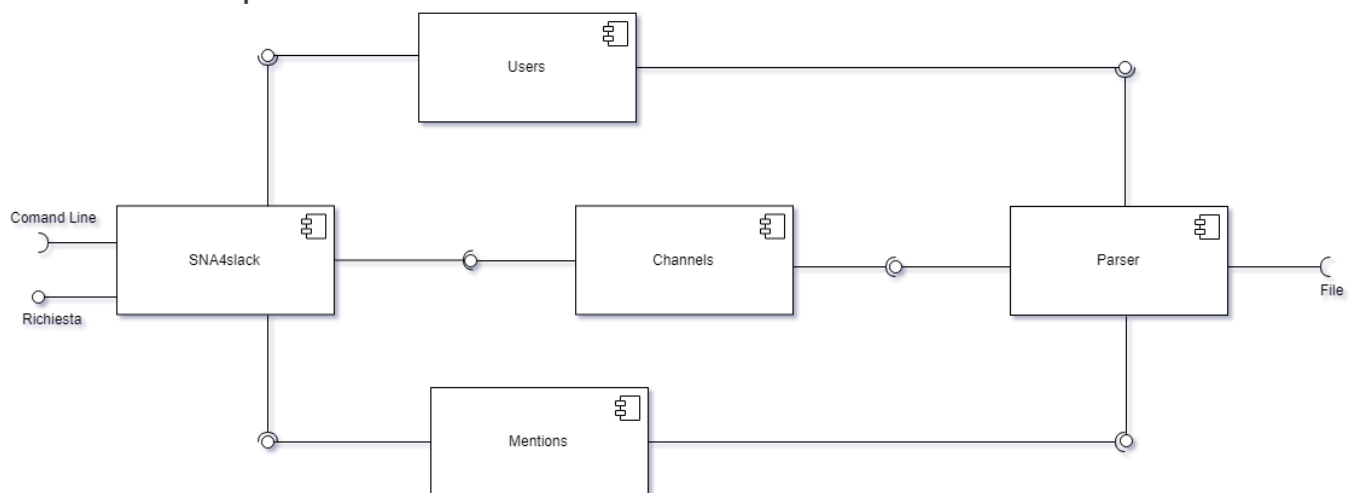 Users
Comand Line
SNA4slack
Channels
Parser
Richiesta
File
Mentions